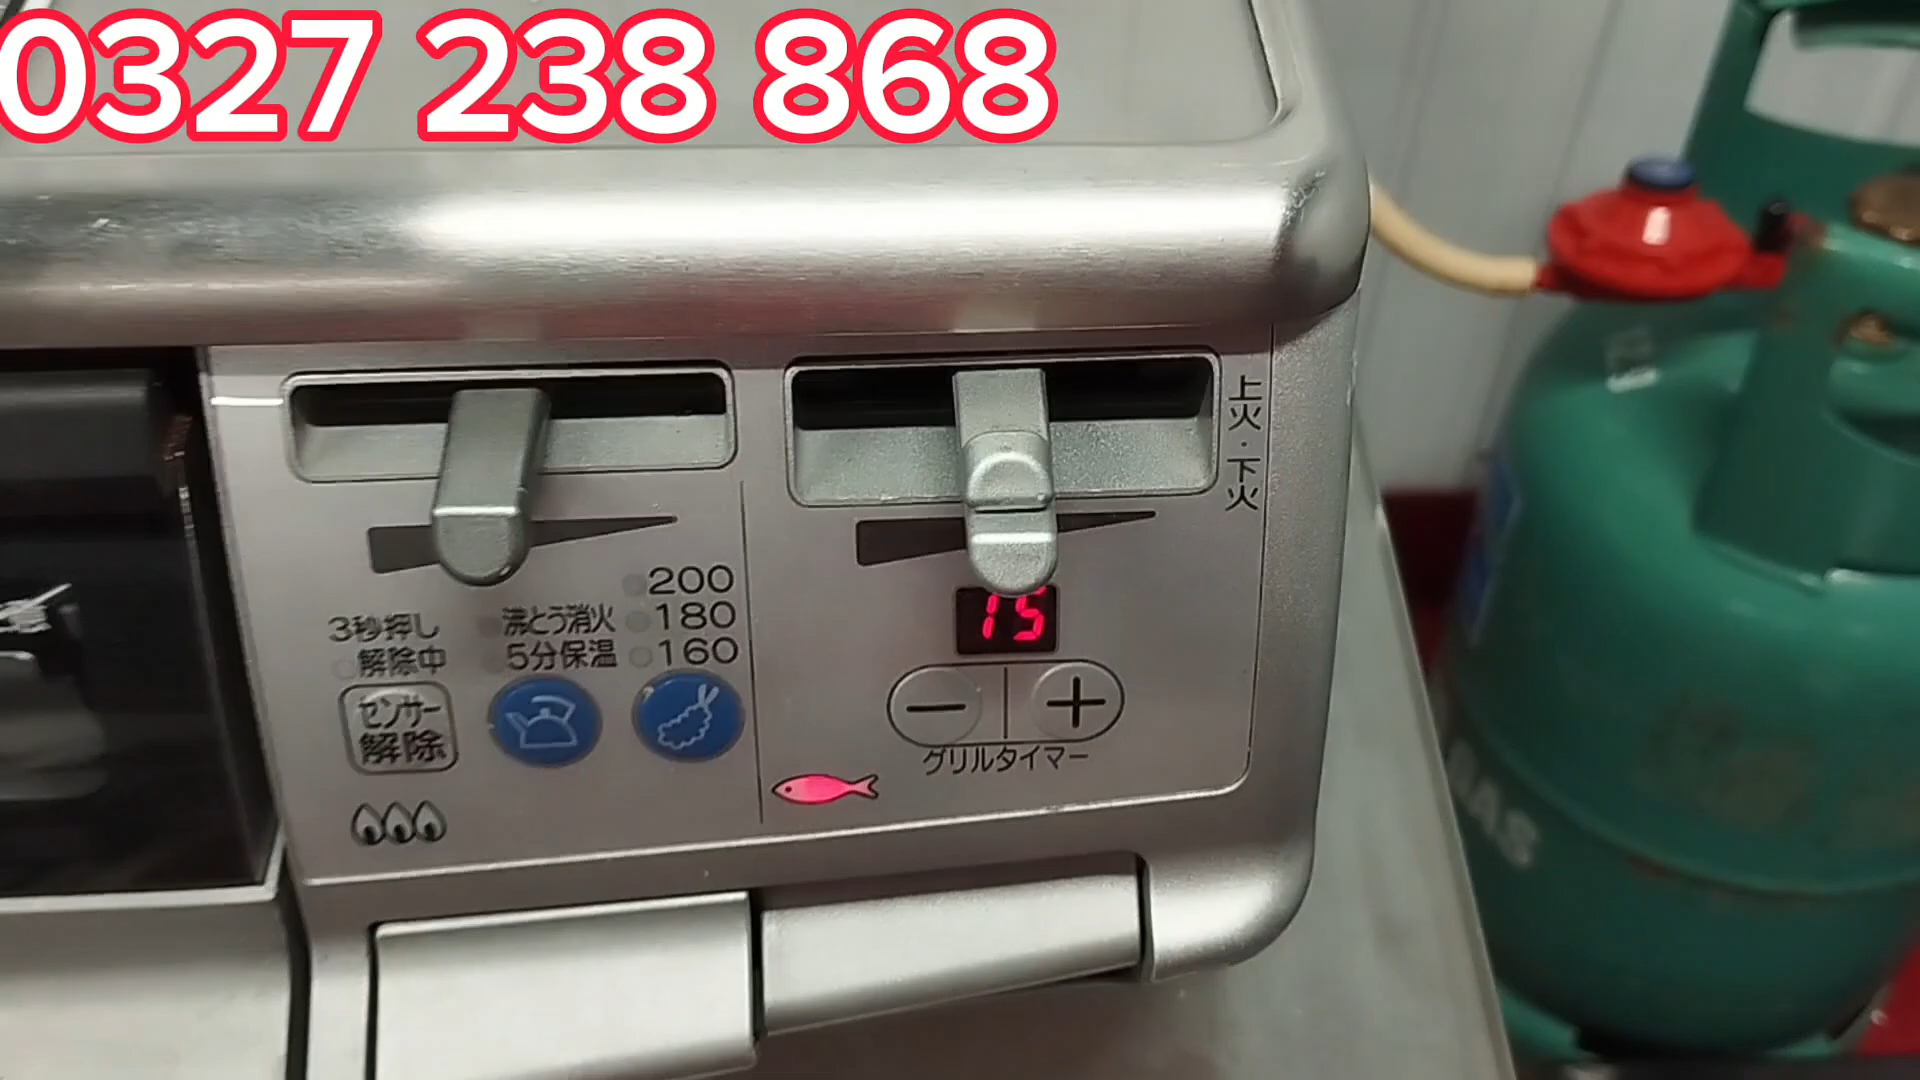 0327 238 868
上火・下火
200
3秒押し 沸とう消火 180
解除中 5分保温 160
15
センサー
解除
− +
グリルタイマー